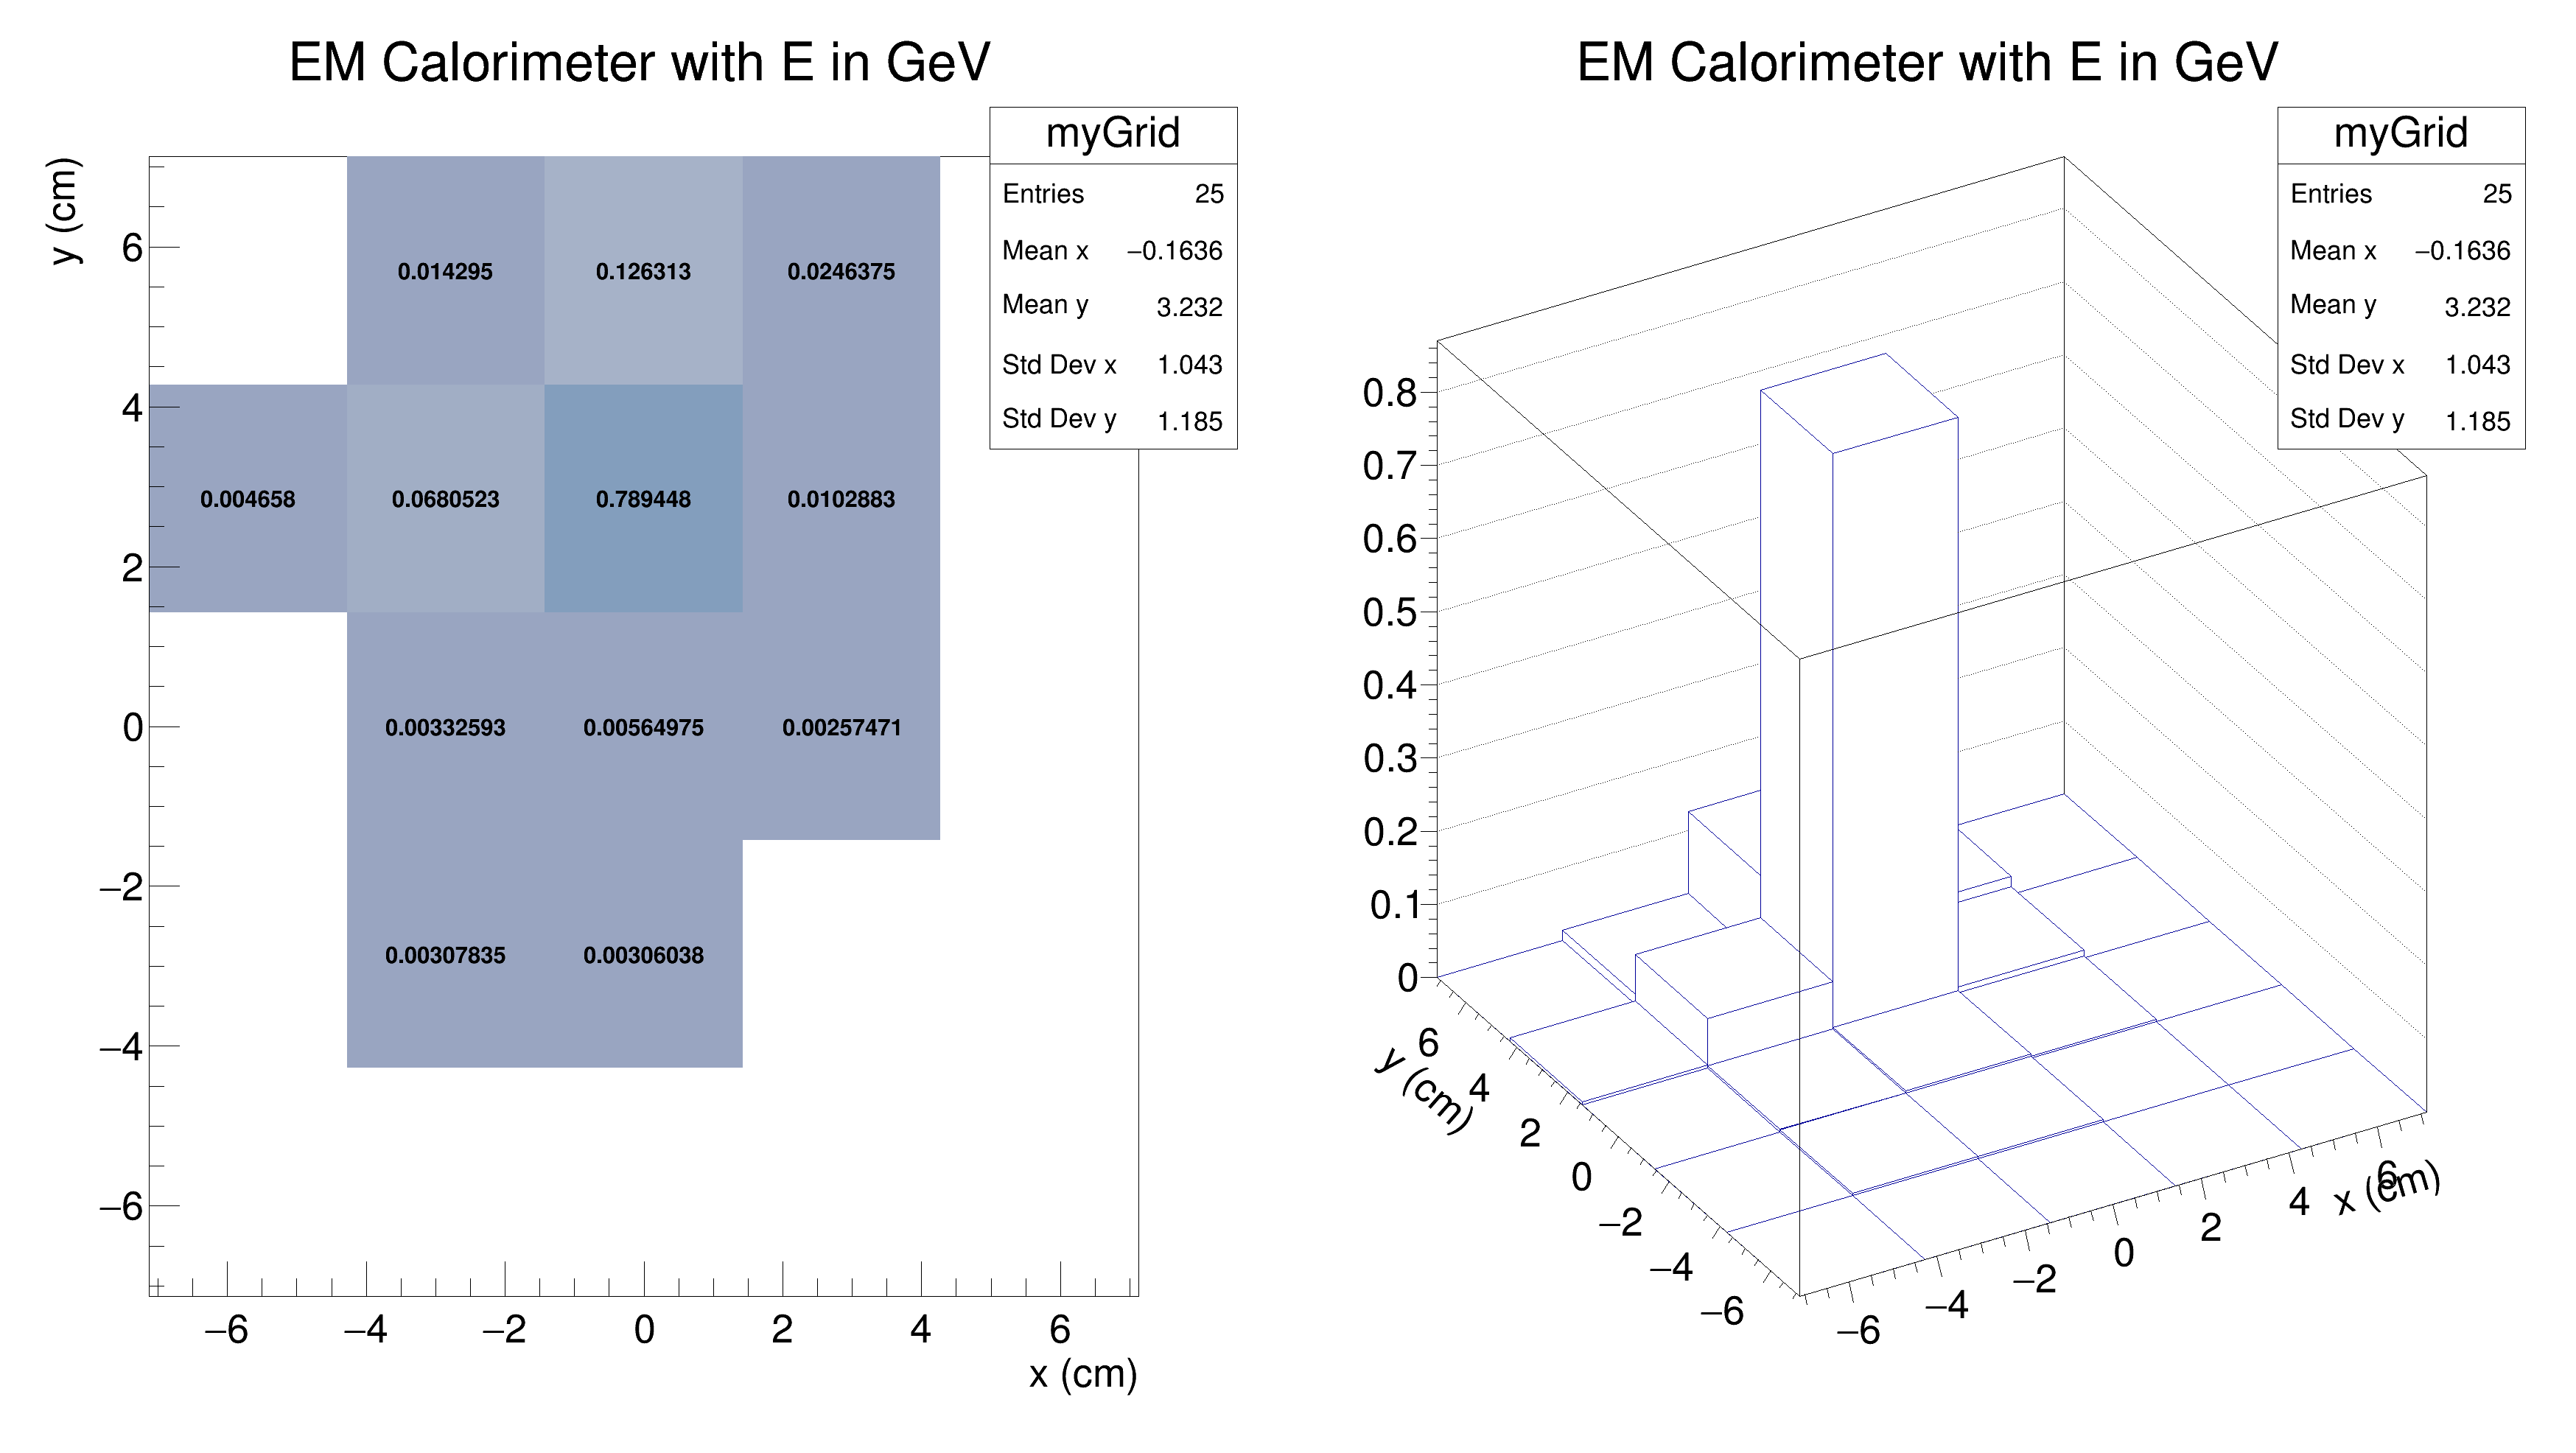 EM Calorimeter with E in GeV
myGrid
Entries 25
Mean x −0.1636
Mean y 3.232
Std Dev x 1.043
Std Dev y 1.185
y (cm)
6
4
2
0
−2
−4
−6
0.014295 0.126313 0.0246375
0.004658 0.0680523 0.789448 0.0102883
0.00332593 0.00564975 0.00257471
0.00307835 0.00306038
−6 −4 −2 0 2 4 6
x (cm)
EM Calorimeter with E in GeV
myGrid
Entries 25
Mean x −0.1636
Mean y 3.232
Std Dev x 1.043
Std Dev y 1.185
0.8
0.7
0.6
0.5
0.4
0.3
0.2
0.1
0
y (cm)
6
4
2
0
−2
−4
−6
−6 −4 −2 0 2 4 6
x (cm)